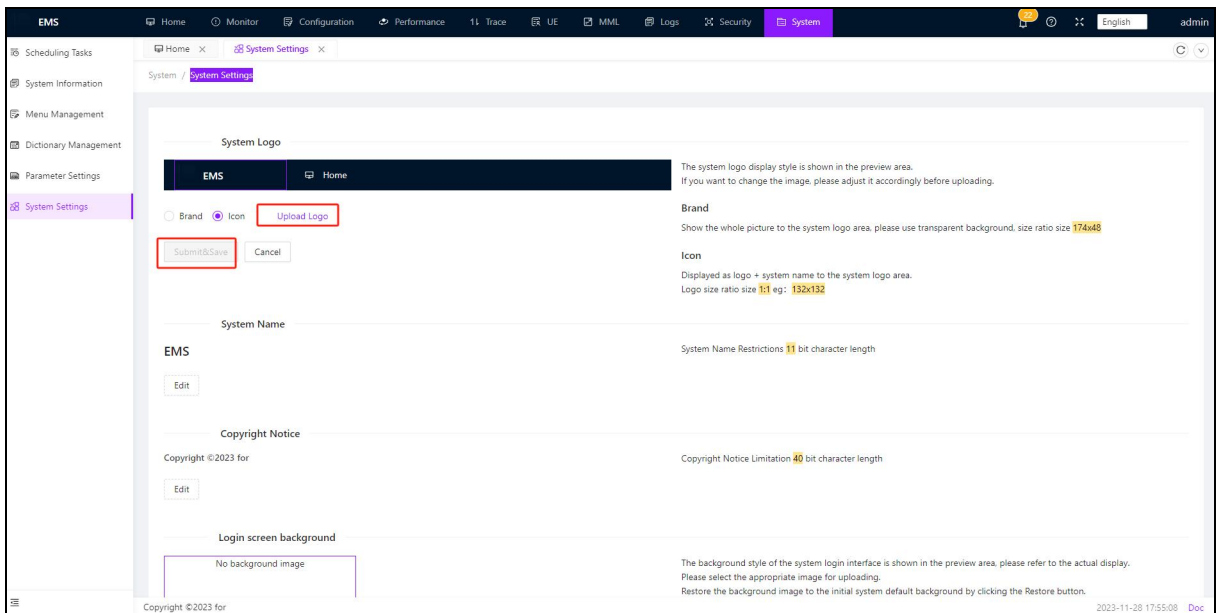 EMS
Home
Monitor
Configuration
Performance
Trace
UE
MML
Logs
Security
System
22
English
admin
Scheduling Tasks
System Information
Menu Management
Dictionary Management
Parameter Settings
System Settings
Home
System Settings
System / System Settings
System Logo
EMS
Home
Brand
Icon
Upload Logo
Submit&Save
Cancel
The system logo display style is shown in the preview area.
If you want to change the image, please adjust it accordingly before uploading.
Brand
Show the whole picture to the system logo area, please use transparent background, size ratio size 174x48
Icon
Displayed as logo + system name to the system logo area.
Logo size ratio size 1:1 eg: 132x132
System Name
EMS
Edit
System Name Restrictions 11 bit character length
Copyright Notice
Copyright ©2023 for
Edit
Copyright Notice Limitation 40 bit character length
Login screen background
No background image
The background style of the system login interface is shown in the preview area, please refer to the actual display.
Please select the appropriate image for uploading.
Restore the background image to the initial system default background by clicking the Restore button.
Copyright ©2023 for
2023-11-28 17:55:08 Doc